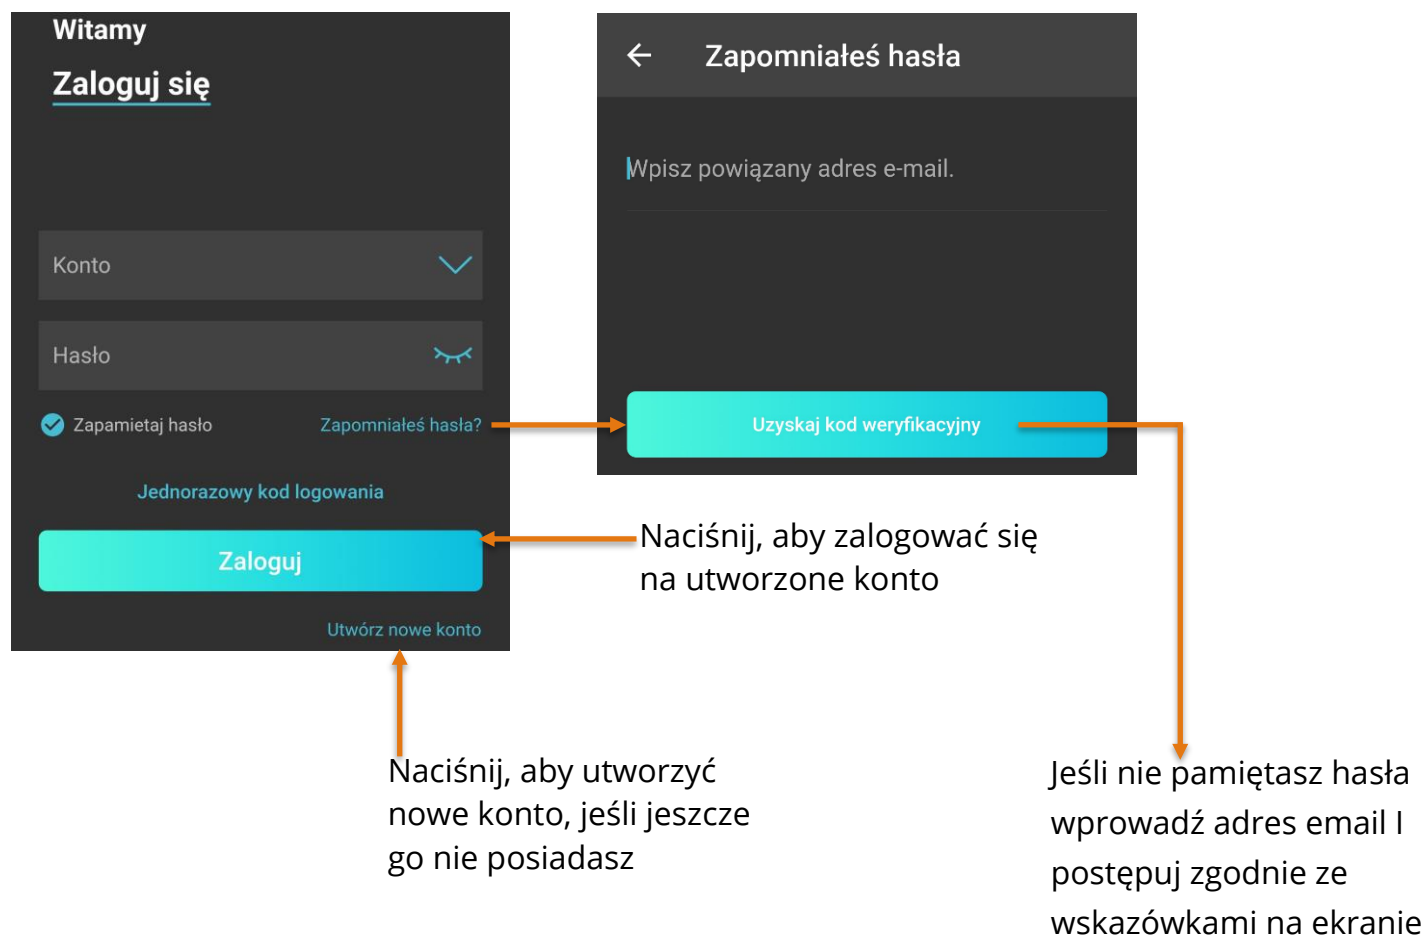 Witamy
Zaloguj się
Konto
Hasło
Zapamietaj hasło
Zapomniałeś hasła?
Jednorazowy kod logowania
Zaloguj
Utwórz nowe konto
Zapomniałeś hasła
Wpisz powiązany adres e-mail.
Uzyskaj kod weryfikacyjny
Naciśnij, aby zalogować się
na utworzone konto
Naciśnij, aby utworzyć
nowe konto, jeśli jeszcze
go nie posiadasz
Jeśli nie pamiętasz hasła
wprowadź adres email I
postępuj zgodnie ze
wskazówkami na ekranie